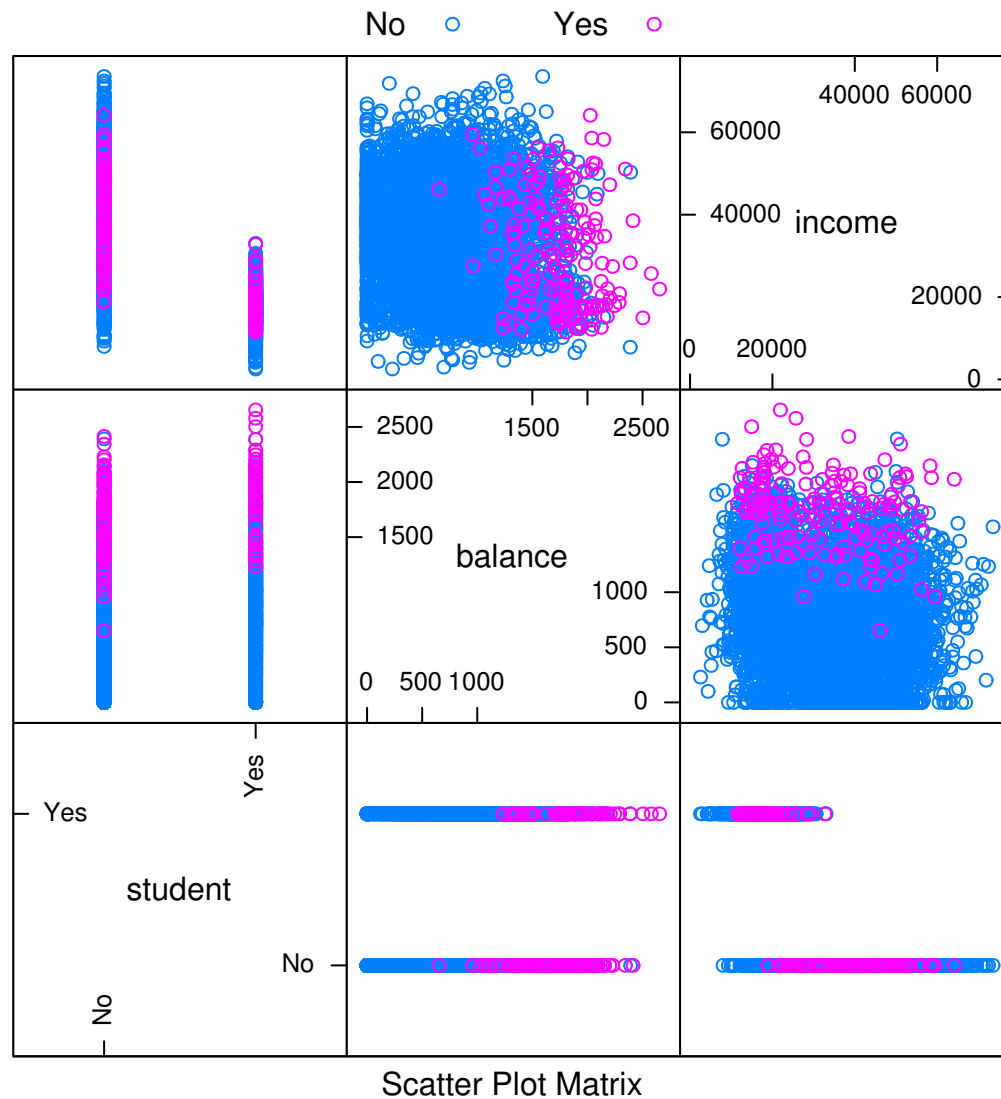 No Yes
40000 60000
60000
40000
income
20000
0 20000
0
1500 2500
2500
2000
1500
balance
1000
500
0
0 500 1000
Yes
Yes
student
No
No
Scatter Plot Matrix